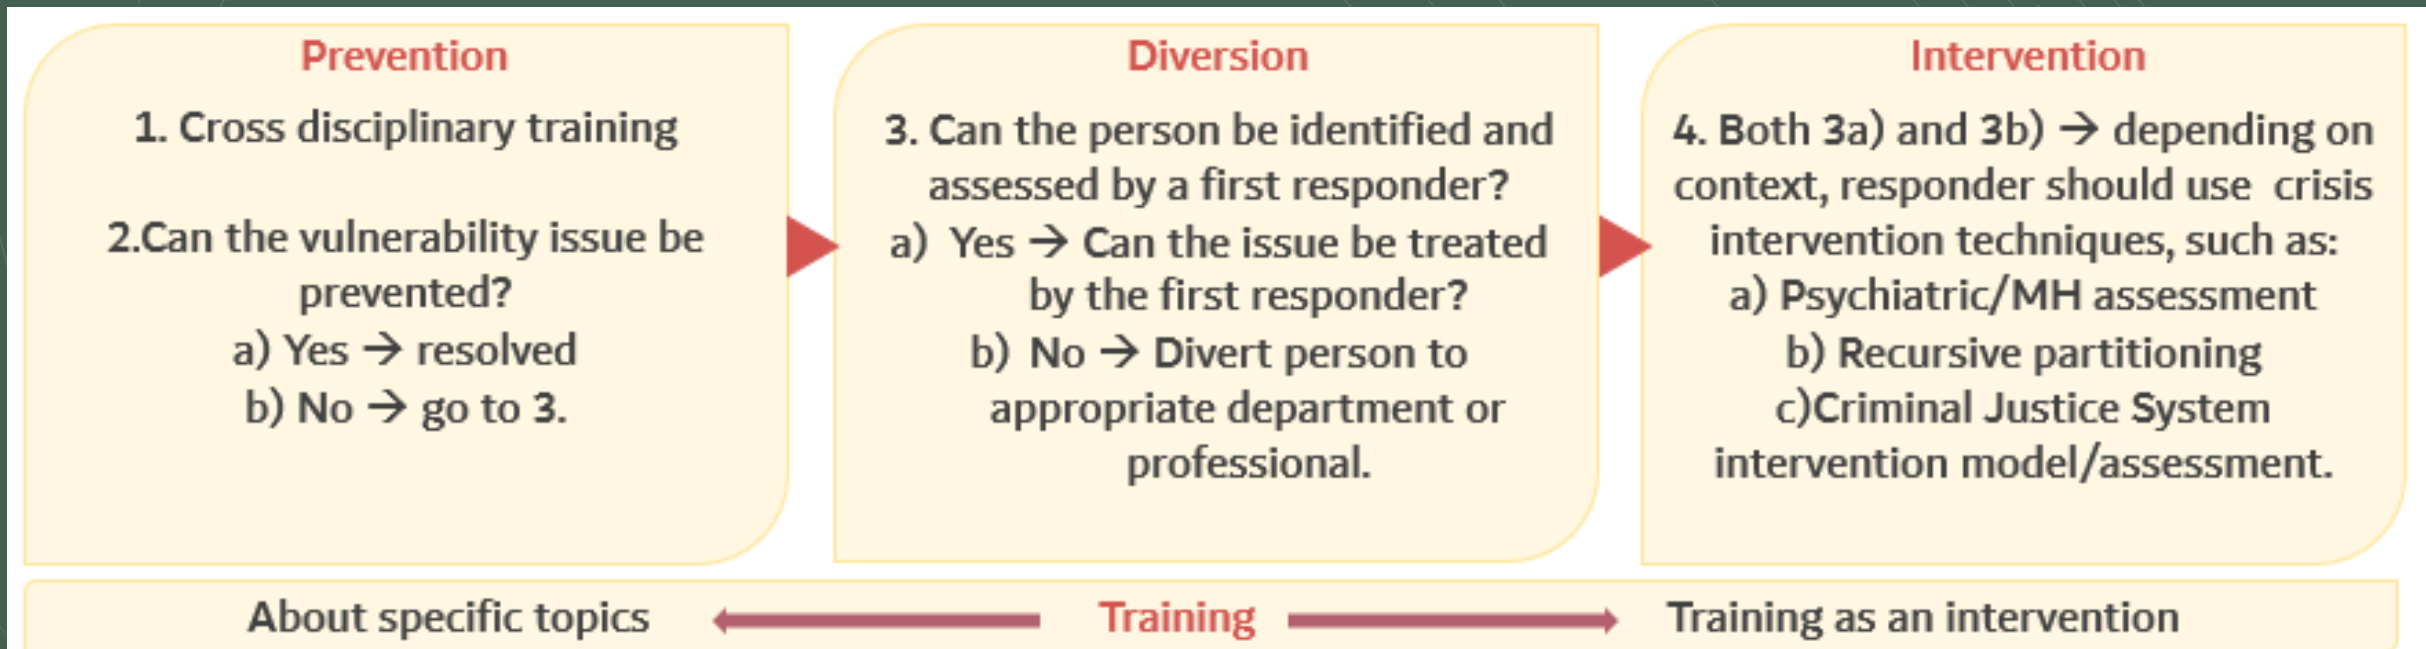 Prevention
1. Cross disciplinary training
2.Can the vulnerability issue be
prevented?
a) Yes → resolved
b) No → go to 3.
Diversion
3. Can the person be identified and
assessed by a first responder?
a) Yes → Can the issue be treated
by the first responder?
b) No → Divert person to
appropriate department or
professional.
Intervention
4. Both 3a) and 3b) → depending on
context, responder should use crisis
intervention techniques, such as:
a) Psychiatric/MH assessment
b) Recursive partitioning
c)Criminal Justice System
intervention model/assessment.
About specific topics
Training
Training as an intervention